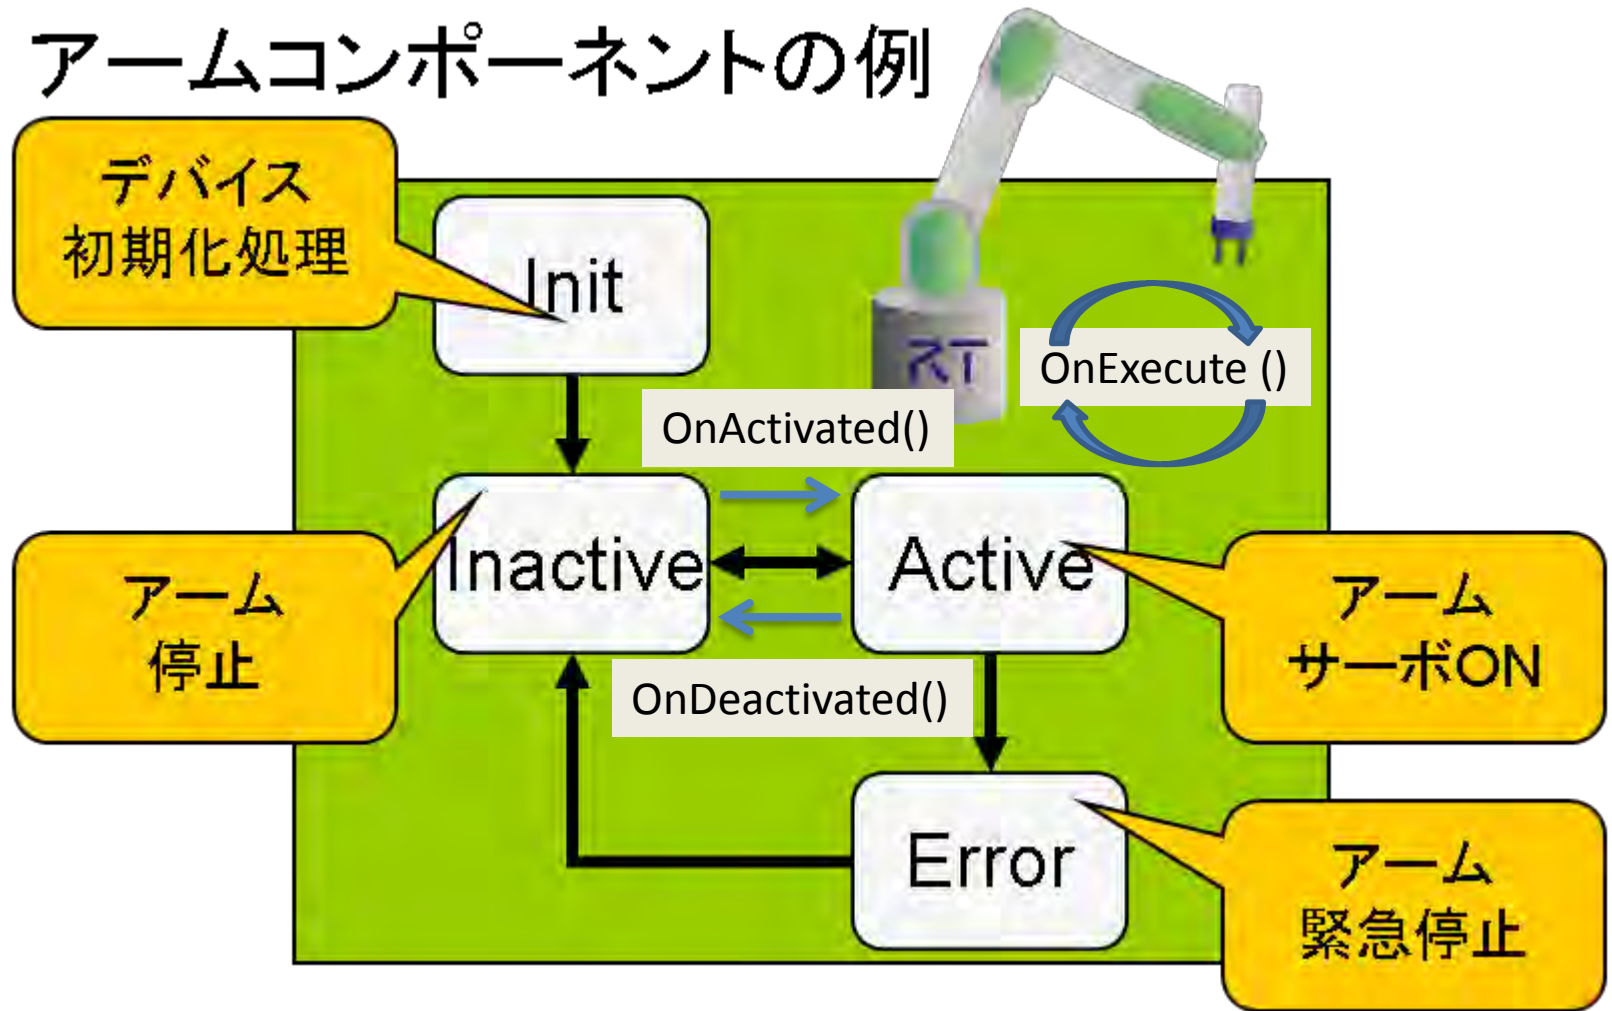 アームコンポーネントの例
デバイス
初期化処理
Init
RT
OnExecute ()
OnActivated()
Inactive
Active
アーム
停止
アーム
サーボON
OnDeactivated()
Error
アーム
緊急停止